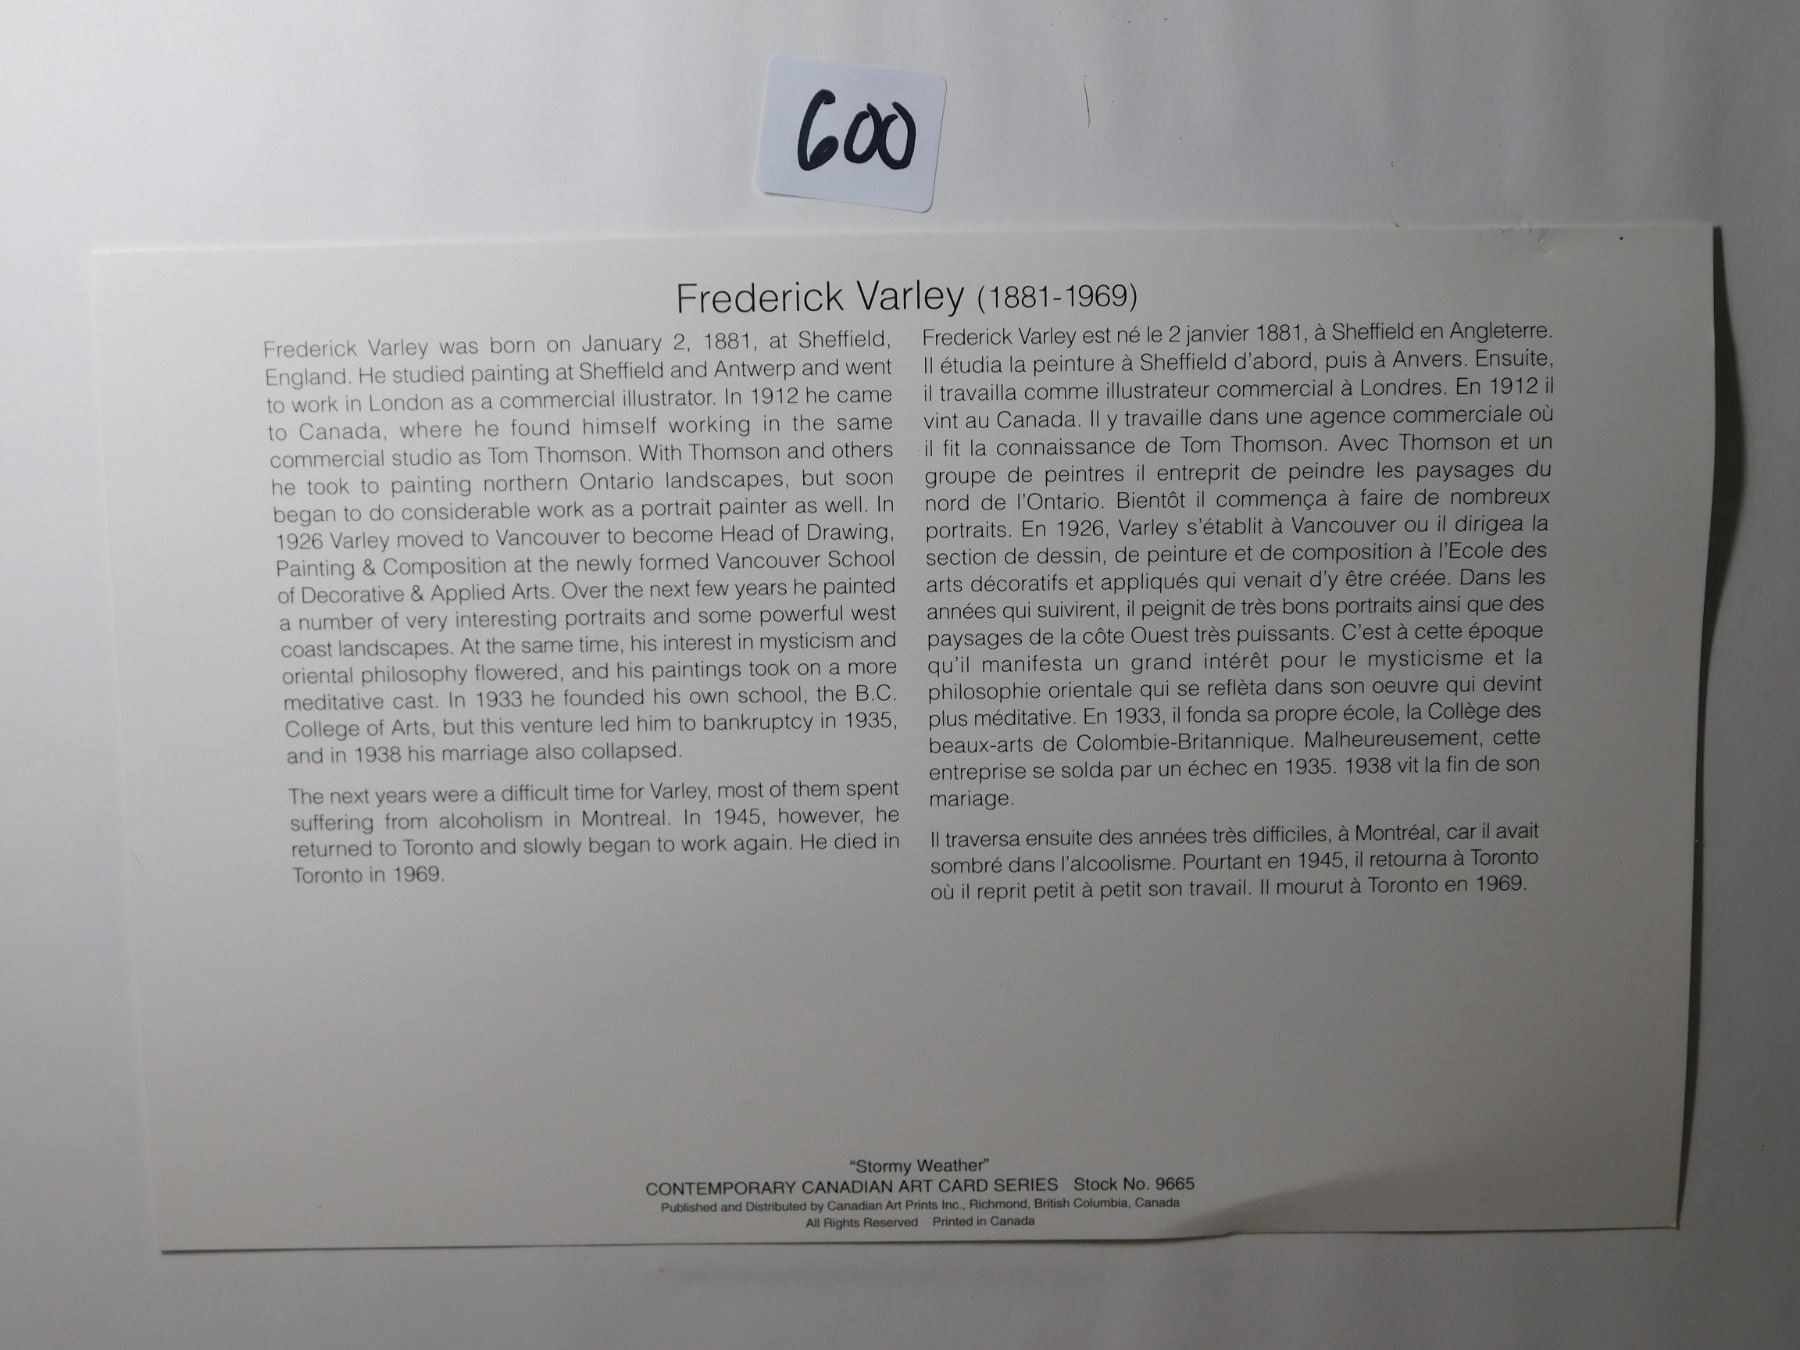 600
Frederick Varley (1881-1969)
Frederick Varley was born on January 2, 1881, at Sheffield,
England. He studied painting at Sheffield and Antwerp and went
to work in London as a commercial illustrator. In 1912 he came
to Canada, where he found himself working in the same
commercial studio as Tom Thomson. With Thomson and others
he took to painting northern Ontario landscapes, but soon
began to do considerable work as a portrait painter as well. In
1926 Varley moved to Vancouver to become Head of Drawing,
Painting & Composition at the newly formed Vancouver School
of Decorative & Applied Arts. Over the next few years he painted
a number of very interesting portraits and some powerful west
coast landscapes. At the same time, his interest in mysticism and
oriental philosophy flowered, and his paintings took on a more
meditative cast. In 1933 he founded his own school, the B.C.
College of Arts, but this venture led him to bankruptcy in 1935,
and in 1938 his marriage also collapsed.
The next years were a difficult time for Varley, most of them spent
suffering from alcoholism in Montreal. In 1945, however, he
returned to Toronto and slowly began to work again. He died in
Toronto in 1969.
Frederick Varley est né le 2 janvier 1881, à Sheffield en Angleterre.
Il étudia la peinture à Sheffield d'abord, puis à Anvers. Ensuite,
il travailla comme illustrateur commercial à Londres. En 1912 il
vint au Canada. Il y travaille dans une agence commerciale où
il fit la connaissance de Tom Thomson. Avec Thomson et un
groupe de peintres il entreprit de peindre les paysages du
nord de l'Ontario. Bientôt il commença à faire de nombreux
portraits. En 1926, Varley s'établit à Vancouver ou il dirigea la
section de dessin, de peinture et de composition à l'Ecole des
arts décoratifs et appliqués qui venait d'y être créée. Dans les
années qui suivirent, il peignit de très bons portraits ainsi que des
paysages de la côte Ouest très puissants. C'est à cette époque
qu'il manifesta un grand intérêt pour le mysticisme et la
philosophie orientale qui se reflèta dans son oeuvre qui devint
plus méditative. En 1933, il fonda sa propre école, la Collège des
beaux-arts de Colombie-Britannique. Malheureusement, cette
entreprise se solda par un échec en 1935. 1938 vit la fin de son
mariage.
Il traversa ensuite des années très difficiles, à Montréal, car il avait
sombré dans l'alcoolisme. Pourtant en 1945, il retourna à Toronto
où il reprit petit à petit son travail. Il mourut à Toronto en 1969.
"Stormy Weather"
CONTEMPORARY CANADIAN ART CARD SERIES Stock No. 9665
Published and Distributed by Canadian Art Prints Inc., Richmond, British Columbia, Canada
All Rights Reserved Printed in Canada